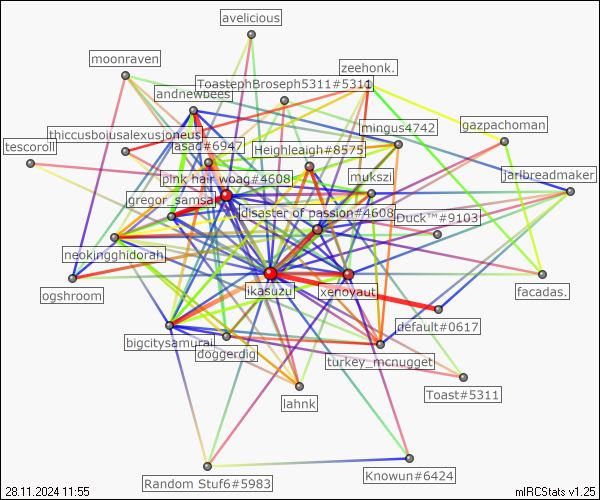 avelicious
moonraven
zeehonk.
ToastephBroseph5311#5311
andnewbees
mingus4742
gazpachoman
thiccusboiusalexusjoneus
tescoroll
asad#6947
Heighleaigh#8575
pink hair woag#4608
mukszi
jaribreadmaker
gregor_samsa
disaster of passion#4608
Duck™#9103
neokingghidorah
ogshroom
ikasuzu
xenoyaut
facadas.
default#0617
bigcitysamurai
doggerdig
turkey_mcnugget
Toast#5311
lahnk
Random Stuf6#5983
Knowun#6424
28.11.2024 11:55
mIRCStats v1.25